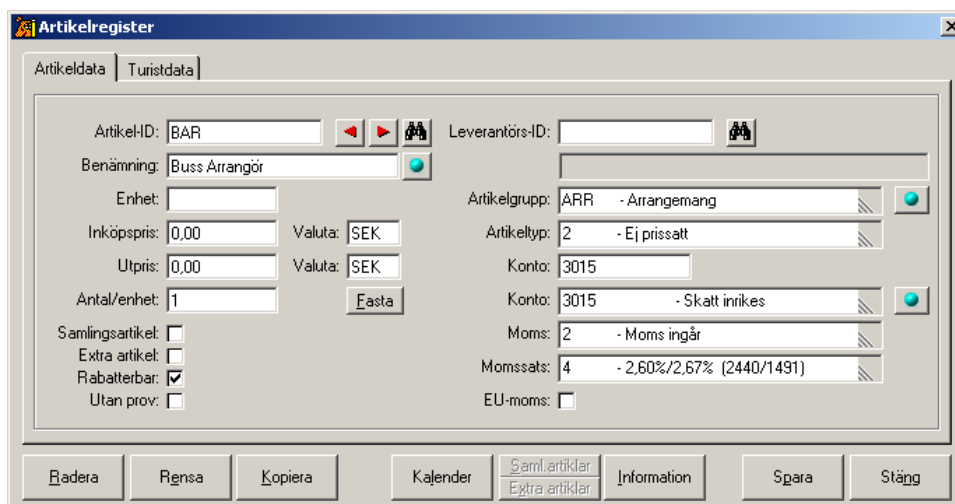 Artikelregister
Artikeldata Turistdata
Artikel-ID: BAR Leverantörs-ID:
Benämning: Buss Arrangör
Enhet: Artikelgrupp: ARR - Arrangemang
Inköpspris: 0,00 Valuta: SEK Artikeltyp: 2 - Ej prissatt
Utpris: 0,00 Valuta: SEK Konto: 3015
Antal/enhet: 1 Fasta Konto: 3015 - Skatt inrikes
Samlingsartikel: Moms: 2 - Moms ingår
Extra artikel:
Rabatterbar: Momssats: 4 - 2,60%/2,67% (2440/1491)
Utan prov: EU-moms:
Radera Rensa Kopiera Kalender Saml.artiklar Information Spara Stäng
Extra artiklar